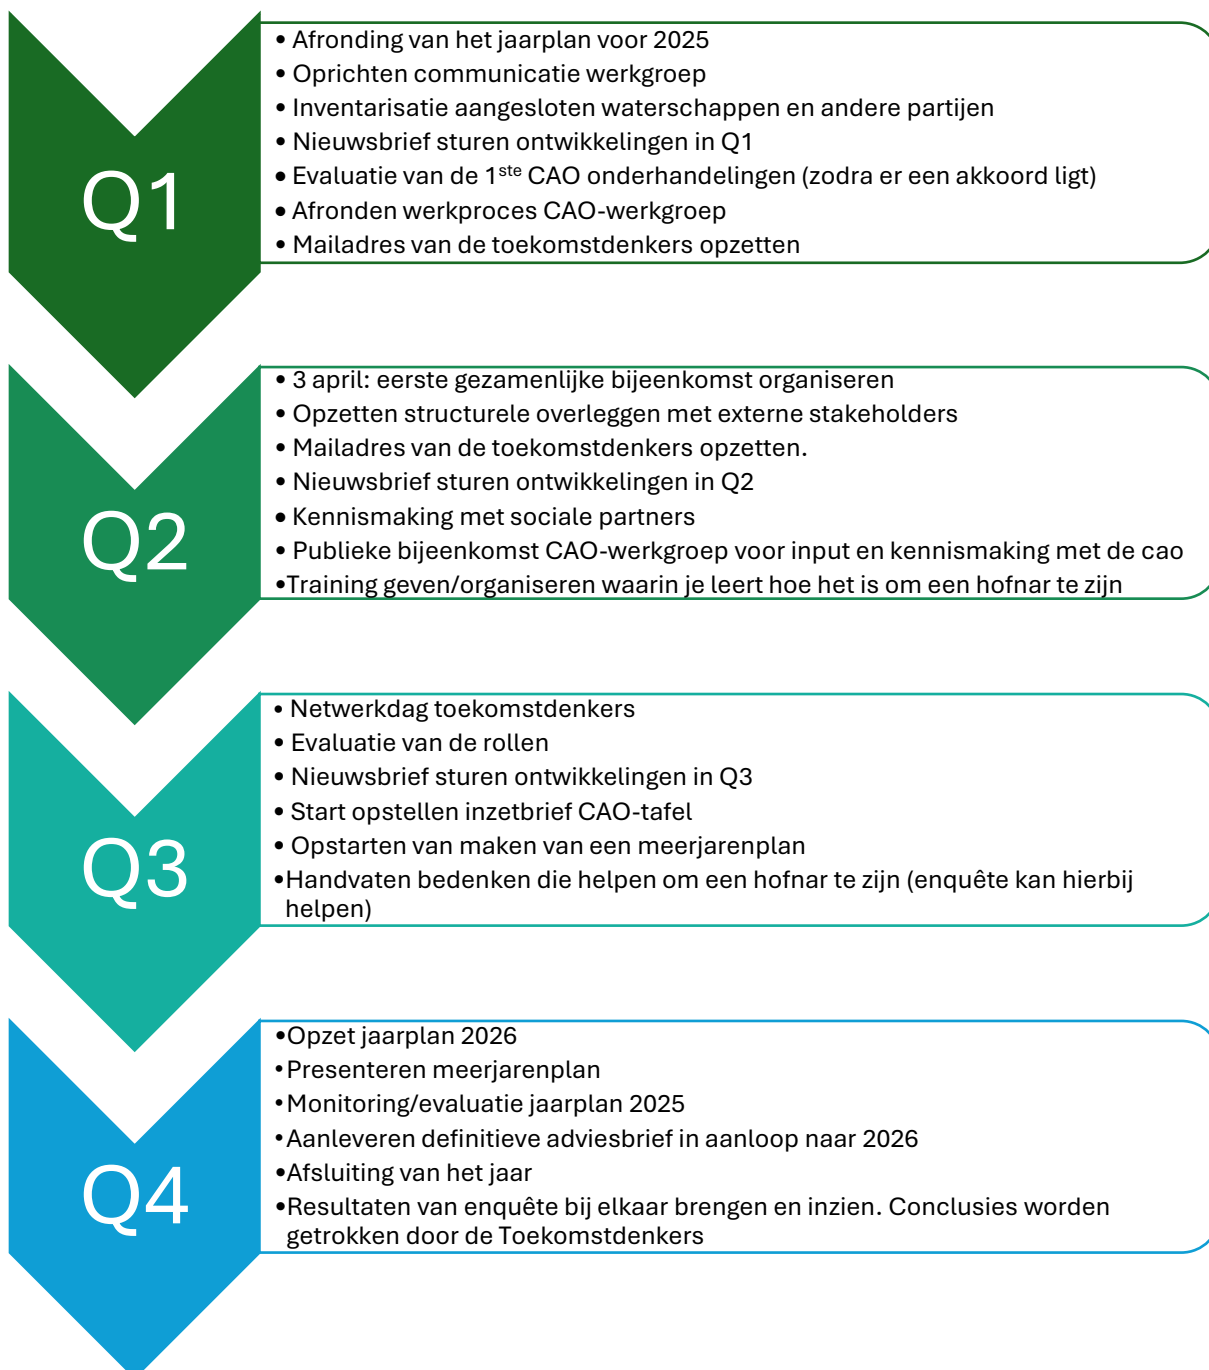 Q1
• Afronding van het jaarplan voor 2025
• Oprichten communicatie werkgroep
• Inventarisatie aangesloten waterschappen en andere partijen
• Nieuwsbrief sturen ontwikkelingen in Q1
• Evaluatie van de 1ste CAO onderhandelingen (zodra er een akkoord ligt)
• Afronden werkproces CAO-werkgroep
• Mailadres van de toekomstdenkers opzetten
Q2
• 3 april: eerste gezamenlijke bijeenkomst organiseren
• Opzetten structurele overleggen met externe stakeholders
• Mailadres van de toekomstdenkers opzetten.
• Nieuwsbrief sturen ontwikkelingen in Q2
• Kennismaking met sociale partners
• Publieke bijeenkomst CAO-werkgroep voor input en kennismaking met de cao
•Training geven/organiseren waarin je leert hoe het is om een hofnar te zijn
Q3
• Netwerkdag toekomstdenkers
• Evaluatie van de rollen
• Nieuwsbrief sturen ontwikkelingen in Q3
• Start opstellen inzetbrief CAO-tafel
• Opstarten van maken van een meerjarenplan
•Handvaten bedenken die helpen om een hofnar te zijn (enquête kan hierbij
helpen)
Q4
•Opzet jaarplan 2026
•Presenteren meerjarenplan
•Monitoring/evaluatie jaarplan 2025
•Aanleveren definitieve adviesbrief in aanloop naar 2026
•Afsluiting van het jaar
•Resultaten van enquête bij elkaar brengen en inzien. Conclusies worden
getrokken door de Toekomstdenkers